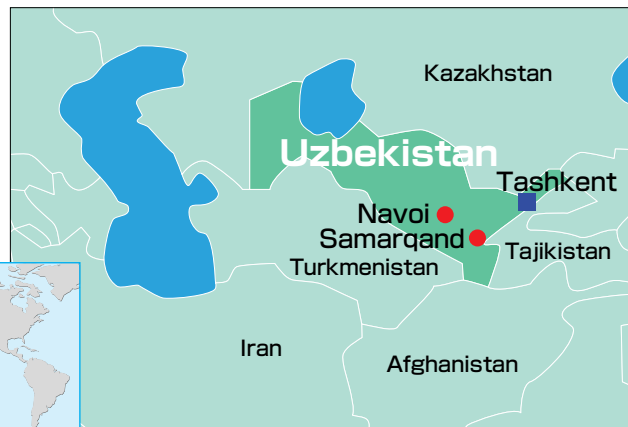 Kazakhstan
Uzbekistan
Tashkent
Navoi
Samarqand
Tajikistan
Turkmenistan
Iran
Afghanistan